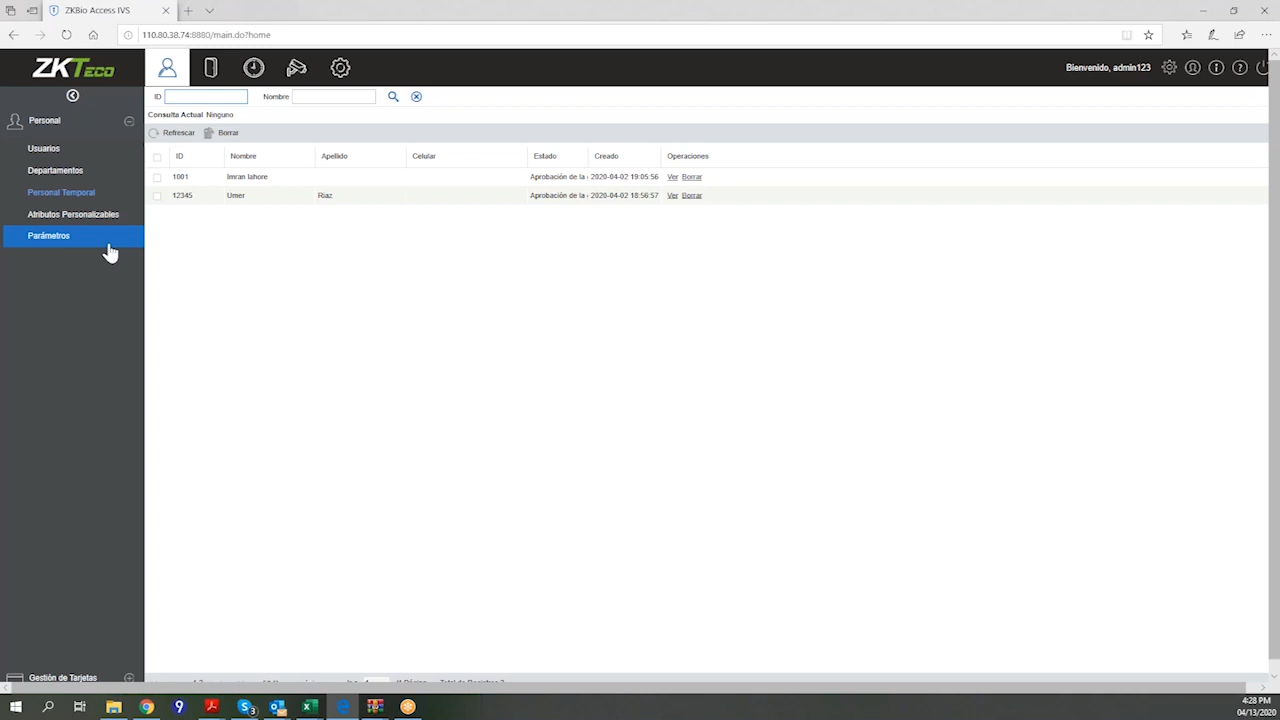 ZKBio Access IVS
110.80.38.74:8880/main.do?home
ZKTeco
Bienvenido, admin123
ID
Nombre
Personal
Consulta Actual Ninguno
Refrescar
Borrar
Usuarios
Departamentos
Personal Temporal
Atributos Personalizables
Parámetros
ID Nombre Apellido Celular Estado Creado Operaciones
1001 Imran lahore Aprobación de la 2020-04-02 19:05:56 Ver Borrar
12345 Umer Riaz Aprobación de la 2020-04-02 18:56:57 Ver Borrar
Gestión de Tarjetas
4:28 PM
04/13/2020